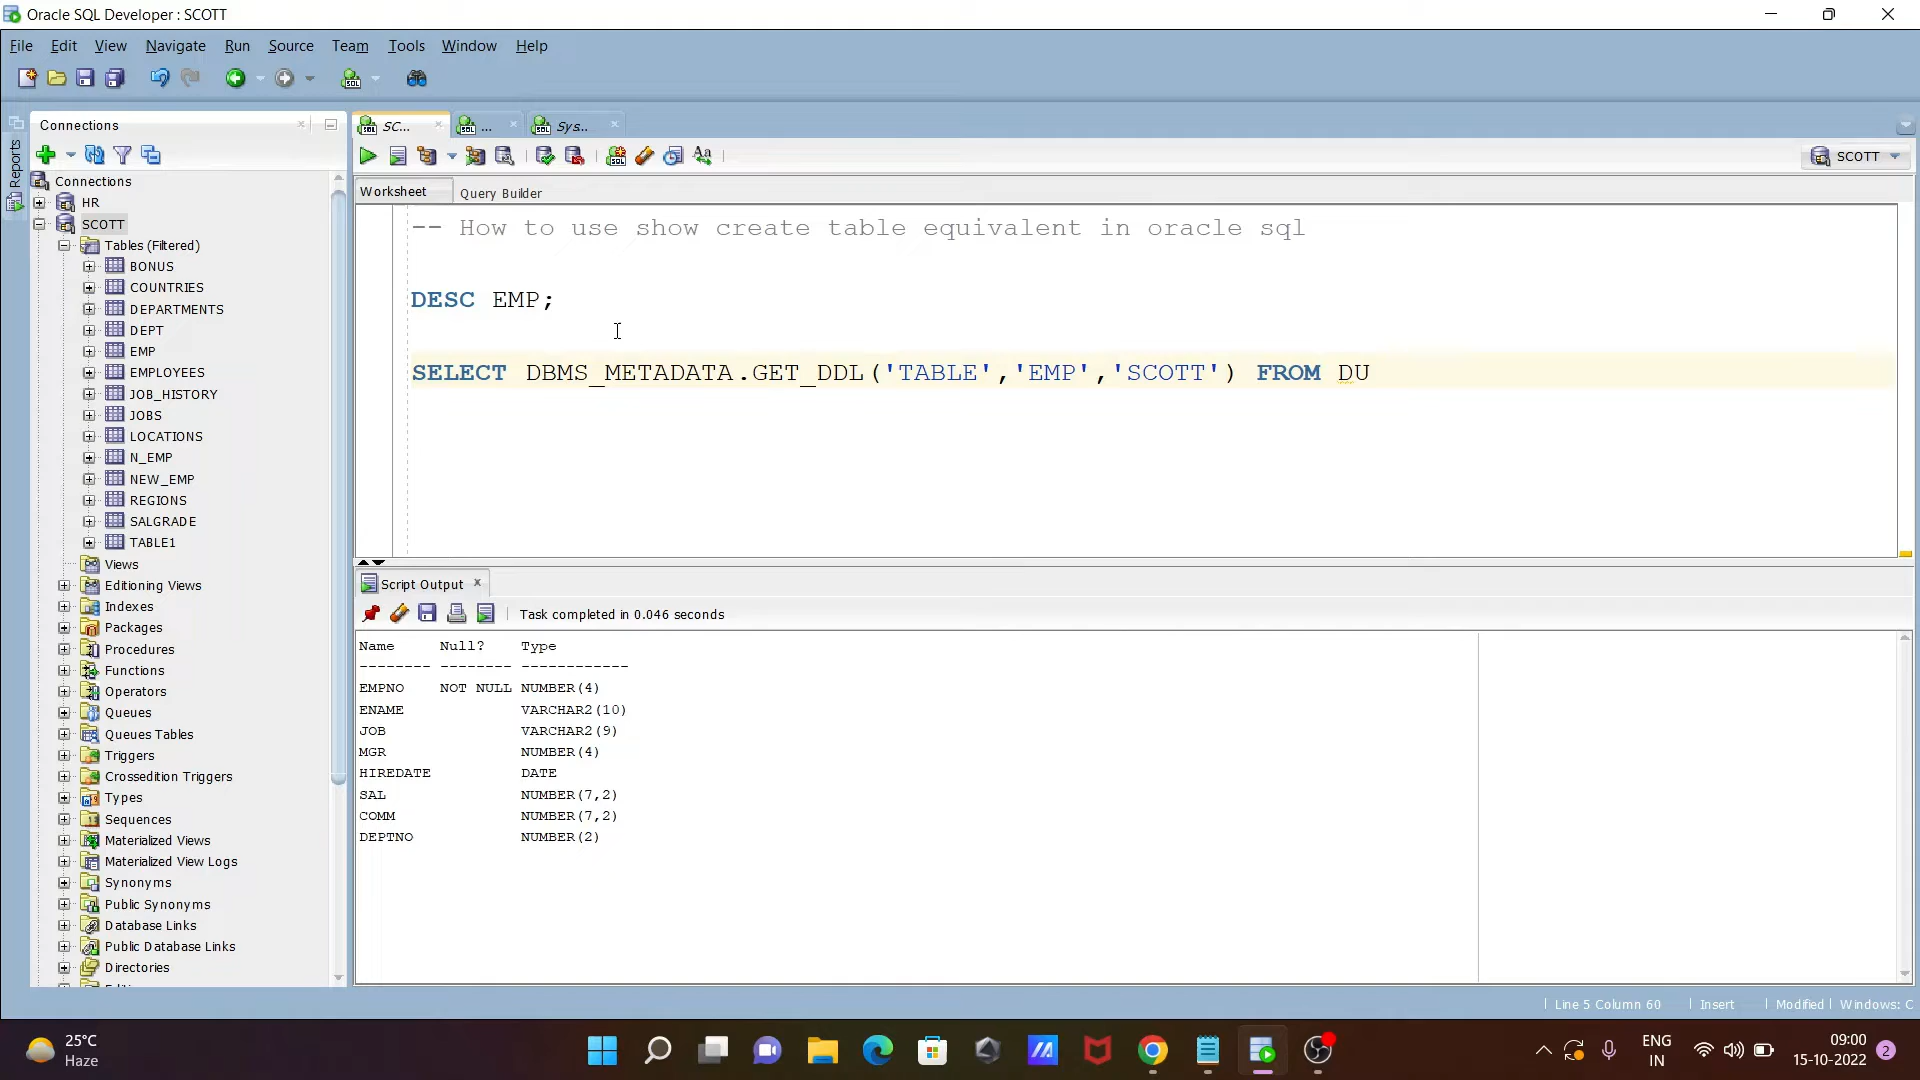 Oracle SQL Developer : SCOTT
File Edit View Navigate Run Source Team Tools Window Help
Reports
Connections
SC...
...
Sys...
SCOTT
Worksheet
Query Builder
Connections
HR
SCOTT
Tables (Filtered)
BONUS
COUNTRIES
DEPARTMENTS
DEPT
EMP
EMPLOYEES
JOB_HISTORY
JOBS
LOCATIONS
N_EMP
NEW_EMP
REGIONS
SALGRADE
TABLE1
Views
Editioning Views
Indexes
Packages
Procedures
Functions
Operators
Queues
Queues Tables
Triggers
Crossedition Triggers
Types
Sequences
Materialized Views
Materialized View Logs
Synonyms
Public Synonyms
Database Links
Public Database Links
Directories
-- How to use show create table equivalent in oracle sql
DESC EMP;
SELECT DBMS_METADATA.GET_DDL('TABLE','EMP','SCOTT') FROM DU
Script Output
Task completed in 0.046 seconds
Name     Null?    Type
-------- -------- ------------
EMPNO    NOT NULL NUMBER(4)
ENAME             VARCHAR2(10)
JOB               VARCHAR2(9)
MGR               NUMBER(4)
HIREDATE          DATE
SAL               NUMBER(7,2)
COMM              NUMBER(7,2)
DEPTNO            NUMBER(2)
Line 5 Column 60 | Insert | Modified | Windows: C
25°C
Haze
ENG
IN
09:00
15-10-2022
2